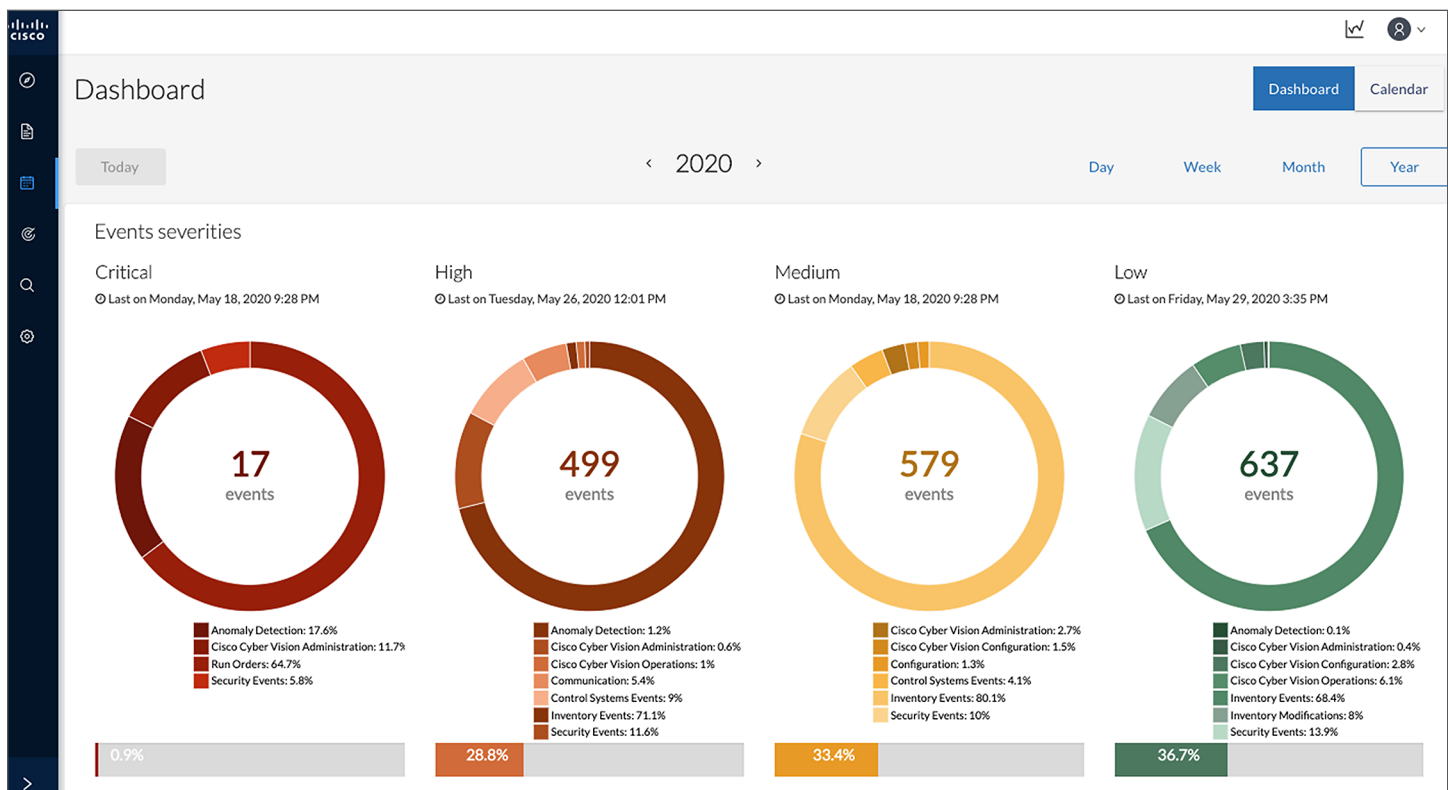 CISCO
Dashboard
Dashboard
Calendar
Today
2020
Day
Week
Month
Year
Events severities
Critical
Last on Monday, May 18, 2020 9:28 PM
17
events
Anomaly Detection: 17.6%
Cisco Cyber Vision Administration: 11.7%
Run Orders: 64.7%
Security Events: 5.8%
0.9%
High
Last on Tuesday, May 26, 2020 12:01 PM
499
events
Anomaly Detection: 1.2%
Cisco Cyber Vision Administration: 0.6%
Cisco Cyber Vision Operations: 1%
Communication: 5.4%
Control Systems Events: 9%
Inventory Events: 71.1%
Security Events: 11.6%
28.8%
Medium
Last on Monday, May 18, 2020 9:28 PM
579
events
Cisco Cyber Vision Administration: 2.7%
Cisco Cyber Vision Configuration: 1.5%
Configuration: 1.3%
Control Systems Events: 4.1%
Inventory Events: 80.1%
Security Events: 10%
33.4%
Low
Last on Friday, May 29, 2020 3:35 PM
637
events
Anomaly Detection: 0.1%
Cisco Cyber Vision Administration: 0.4%
Cisco Cyber Vision Configuration: 2.8%
Cisco Cyber Vision Operations: 6.1%
Inventory Events: 68.4%
Inventory Modifications: 8%
Security Events: 13.9%
36.7%